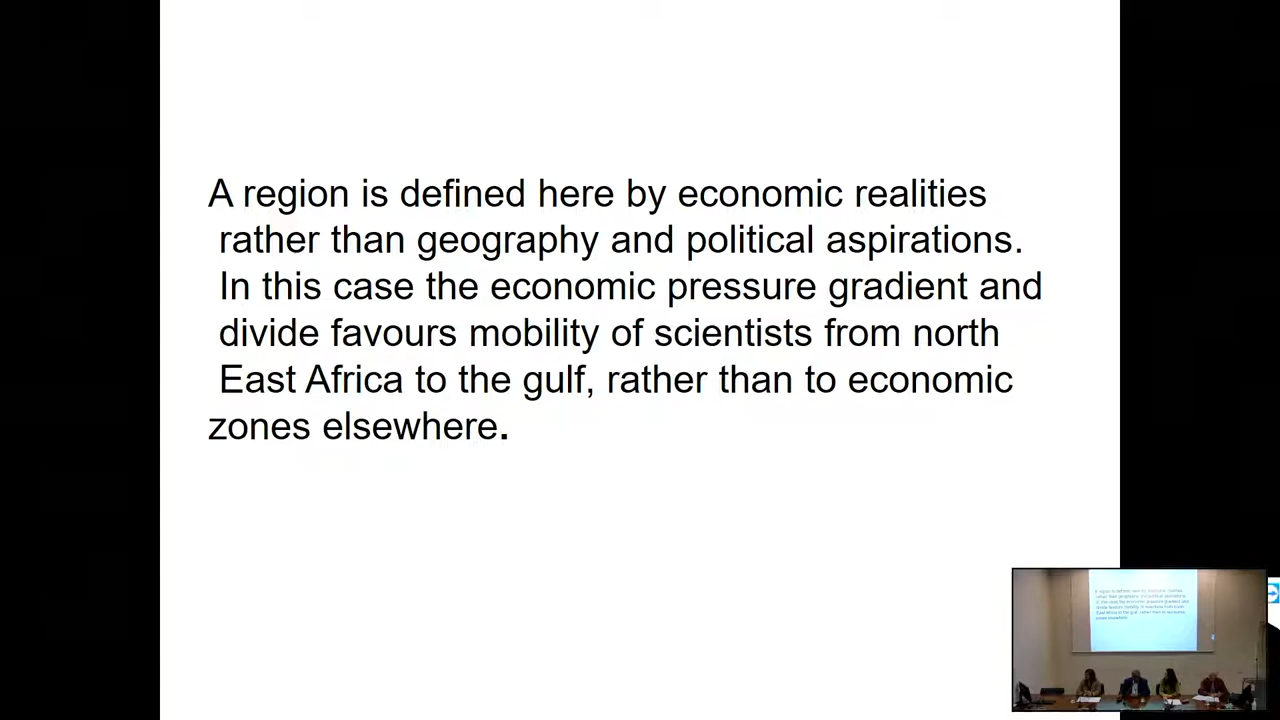 A region is defined here by economic realities
rather than geography and political aspirations.
In this case the economic pressure gradient and
divide favours mobility of scientists from north
East Africa to the gulf, rather than to economic
zones elsewhere.